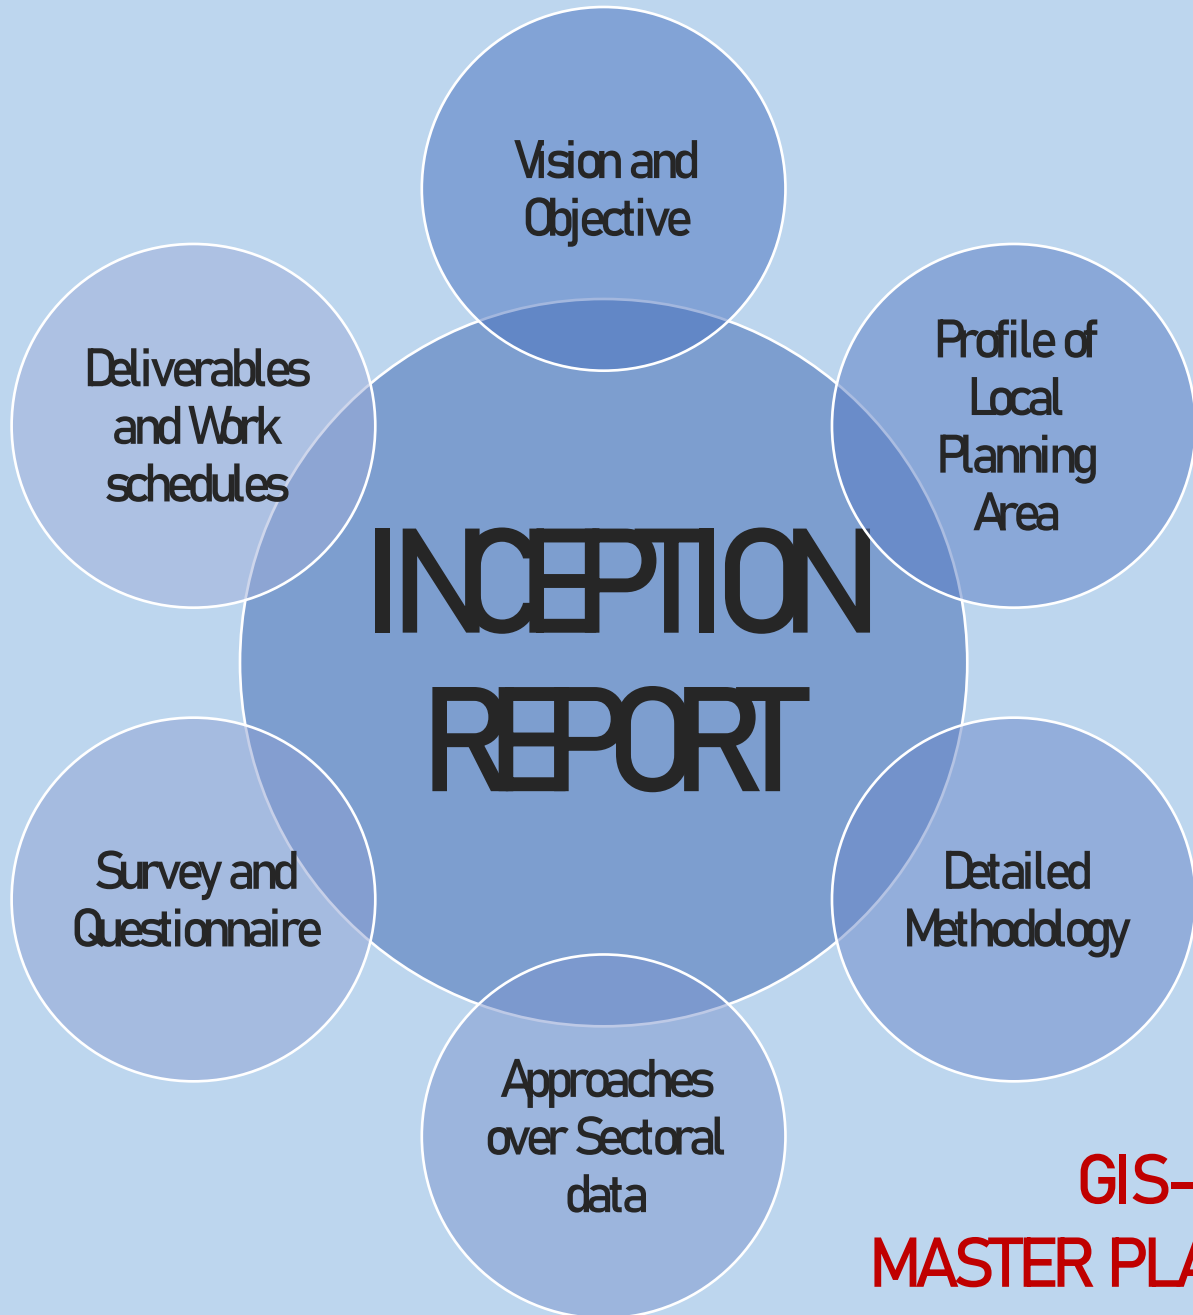 Vision and
Objective
Profile of
Local
Planning
Area
Detailed
Methodology
Approaches
over Sectoral
data
Survey and
Questionnaire
Deliverables
and Work
schedules
INCEPTION
REPORT
GIS-
MASTER